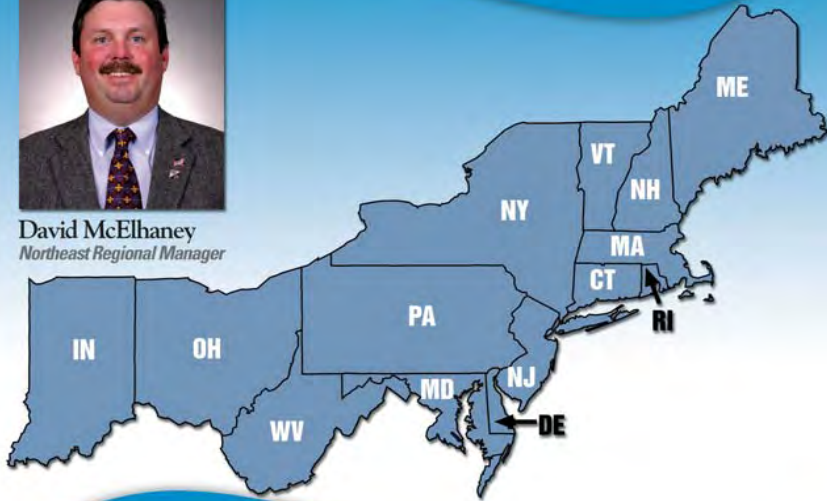 ME
VT
NH
NY
MA
CT
RI
David McElhaney
Northeast Regional Manager
PA
IN
OH
NJ
MD
DE
WV